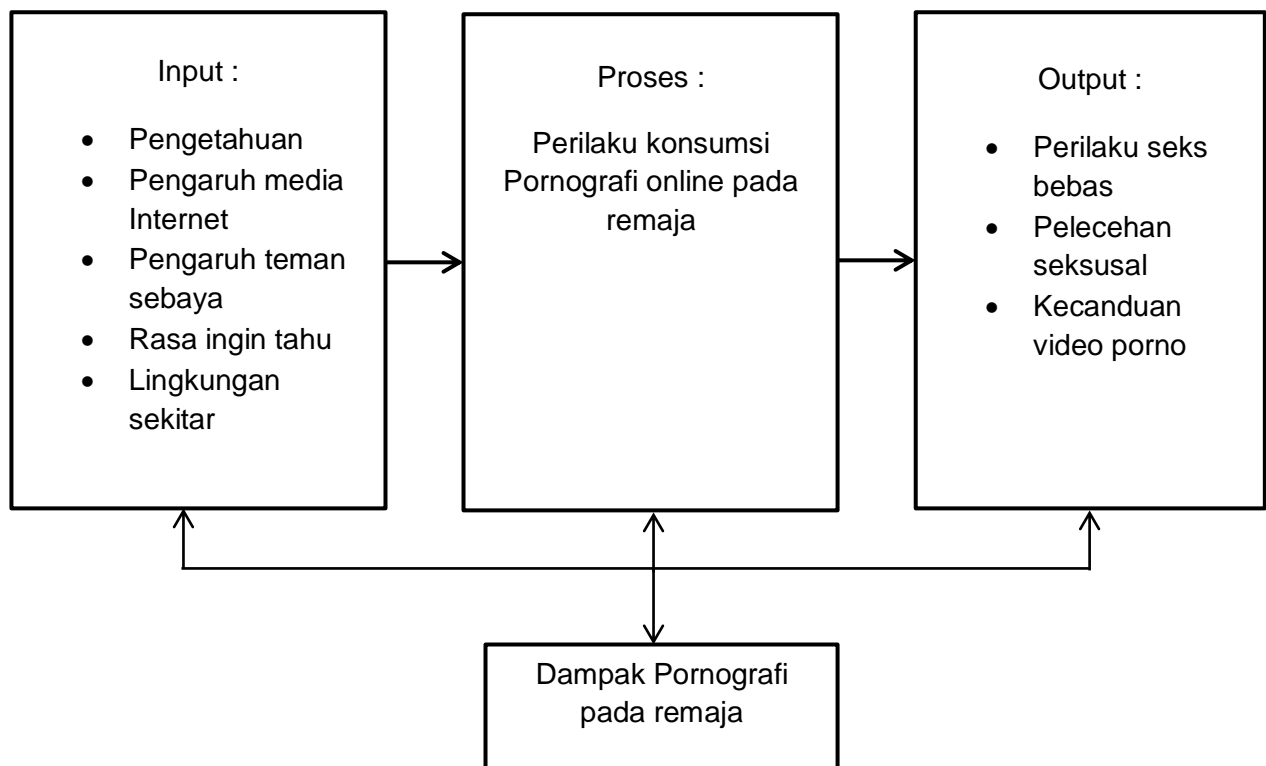 Input :
Pengetahuan
Pengaruh media
Internet
Pengaruh teman
sebaya
Rasa ingin tahu
Lingkungan
sekitar
Proses :
Perilaku konsumsi
Pornografi online pada
remaja
Output :
Perilaku seks
bebas
Pelecehan
seksusal
Kecanduan
video porno
Dampak Pornografi
pada remaja